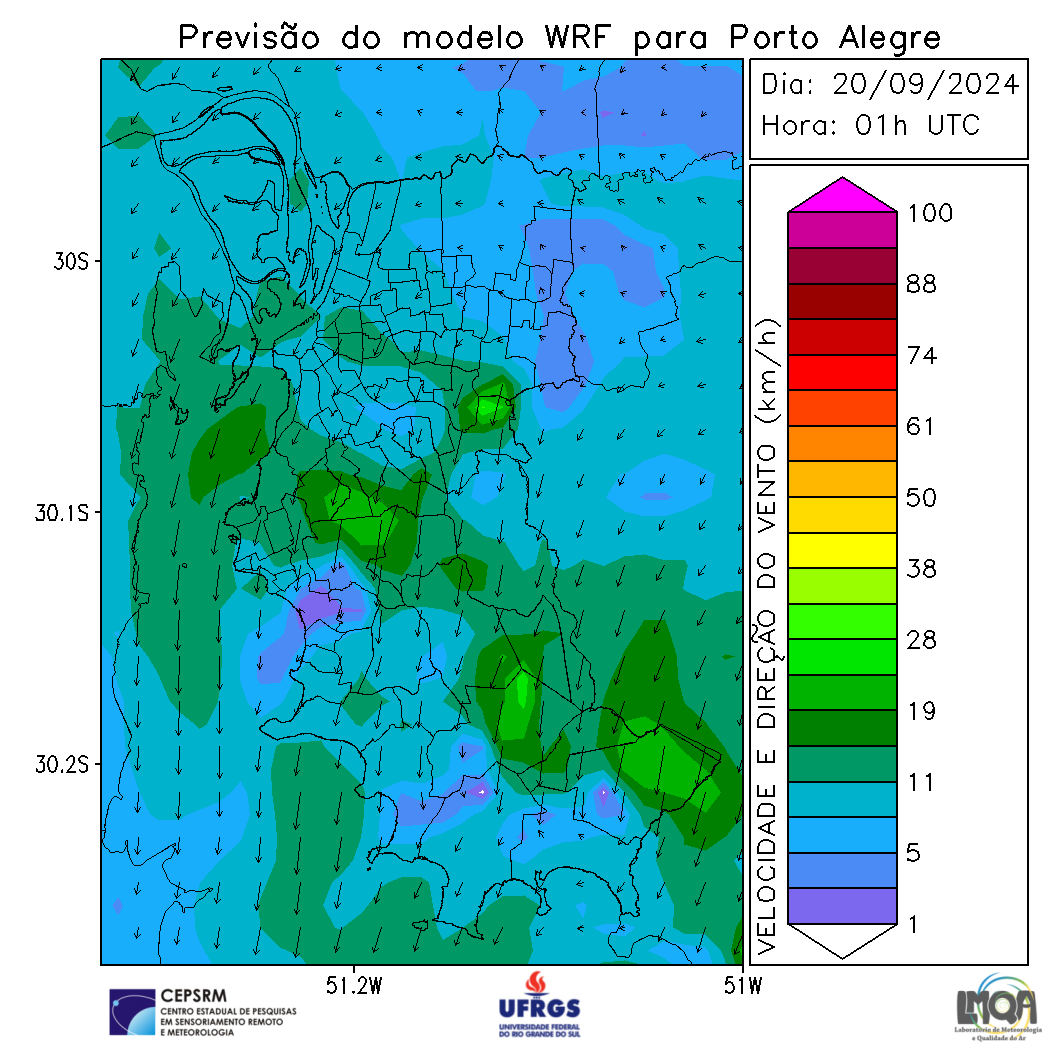 Previsão do modelo WRF para Porto Alegre
Dia: 20/09/2024
Hora: 01h UTC
30S
30.1S
30.2S
51.2W
51W
VELOCIDADE E DIREÇÃO DO VENTO (km/h)
100
88
74
61
50
38
28
19
11
5
1
CEPSRM
CENTRO ESTADUAL DE PESQUISAS
EM SENSORIAMENTO REMOTO
E METEOROLOGIA
UFRGS
UNIVERSIDADE FEDERAL
DO RIO GRANDE DO SUL
LMQA
Laboratório de Meteorologia
e Qualidade do Ar